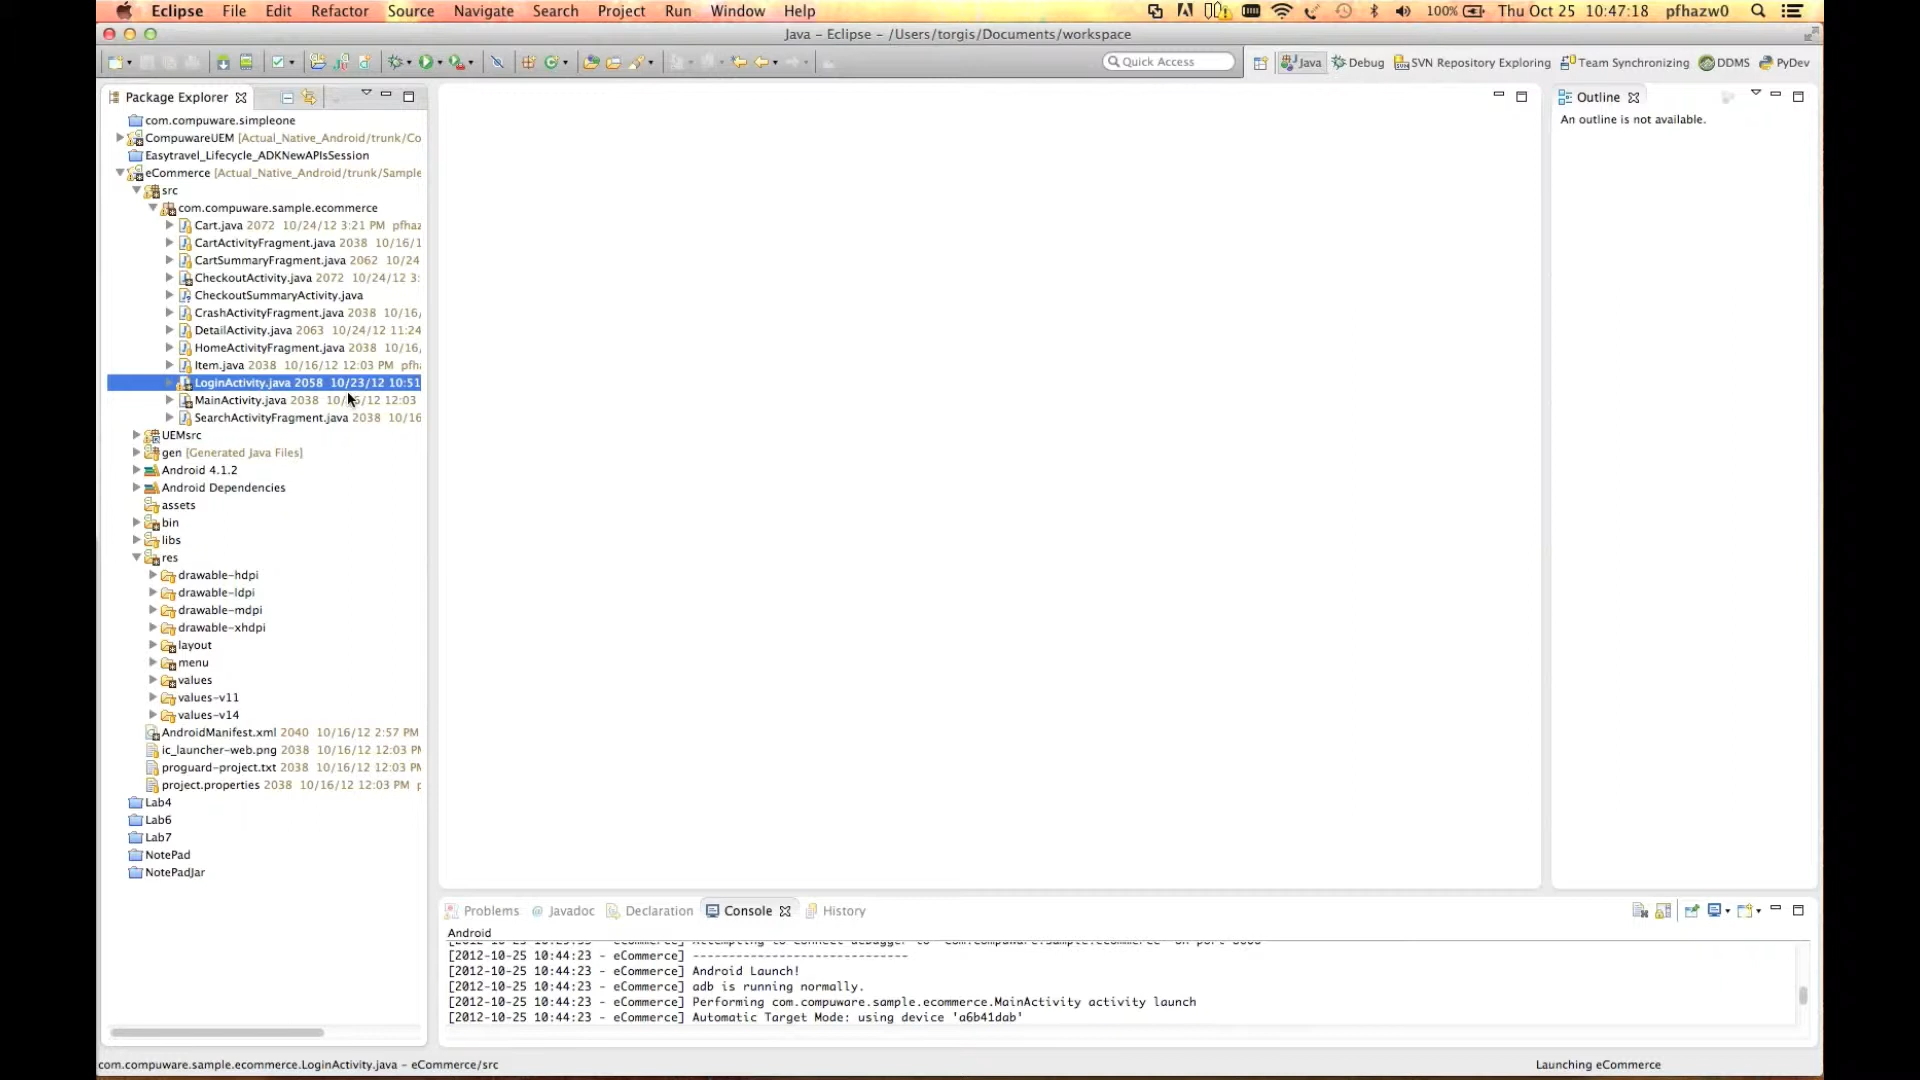 Eclipse File Edit Refactor Source Navigate Search Project Run Window Help 100% Thu Oct 25 10:47:18 pfhazw0
Java – Eclipse – /Users/torgis/Documents/workspace
Quick Access Java Debug SVN Repository Exploring Team Synchronizing DDMS PyDev
Package Explorer
Outline
An outline is not available.
com.compuware.simpleone
CompuwareUEM [Actual_Native_Android/trunk/Co
Easytravel_Lifecycle_ADKNewAPIsSession
eCommerce [Actual_Native_Android/trunk/Sample
src
com.compuware.sample.ecommerce
Cart.java 2072 10/24/12 3:21 PM pfhaz
CartActivityFragment.java 2038 10/16/1
CartSummaryFragment.java 2062 10/24
CheckoutActivity.java 2072 10/24/12 3:
CheckoutSummaryActivity.java
CrashActivityFragment.java 2038 10/16/
DetailActivity.java 2063 10/24/12 11:24
HomeActivityFragment.java 2038 10/16/
Item.java 2038 10/16/12 12:03 PM pfh
LoginActivity.java 2058 10/23/12 10:51
MainActivity.java 2038 12:03
SearchActivityFragment.java 2038 10/16
UEMsrc
gen [Generated Java Files]
Android 4.1.2
Android Dependencies
assets
bin
libs
res
drawable-hdpi
drawable-ldpi
drawable-mdpi
drawable-xhdpi
layout
menu
values
values-v11
values-v14
AndroidManifest.xml 2040 10/16/12 2:57 PM
ic_launcher-web.png 2038 10/16/12 12:03 PM
proguard-project.txt 2038 10/16/12 12:03 PM
project.properties 2038 10/16/12 12:03 PM p
Lab4
Lab6
Lab7
NotePad
NotePadJar
Problems @ Javadoc Declaration Console History
Android
[2012-10-25 10:44:23 - eCommerce] ------------------------------
[2012-10-25 10:44:23 - eCommerce] Android Launch!
[2012-10-25 10:44:23 - eCommerce] adb is running normally.
[2012-10-25 10:44:23 - eCommerce] Performing com.compuware.sample.ecommerce.MainActivity activity launch
[2012-10-25 10:44:23 - eCommerce] Automatic Target Mode: using device 'a6b41dab'
com.compuware.sample.ecommerce.LoginActivity.java – eCommerce/src
Launching eCommerce